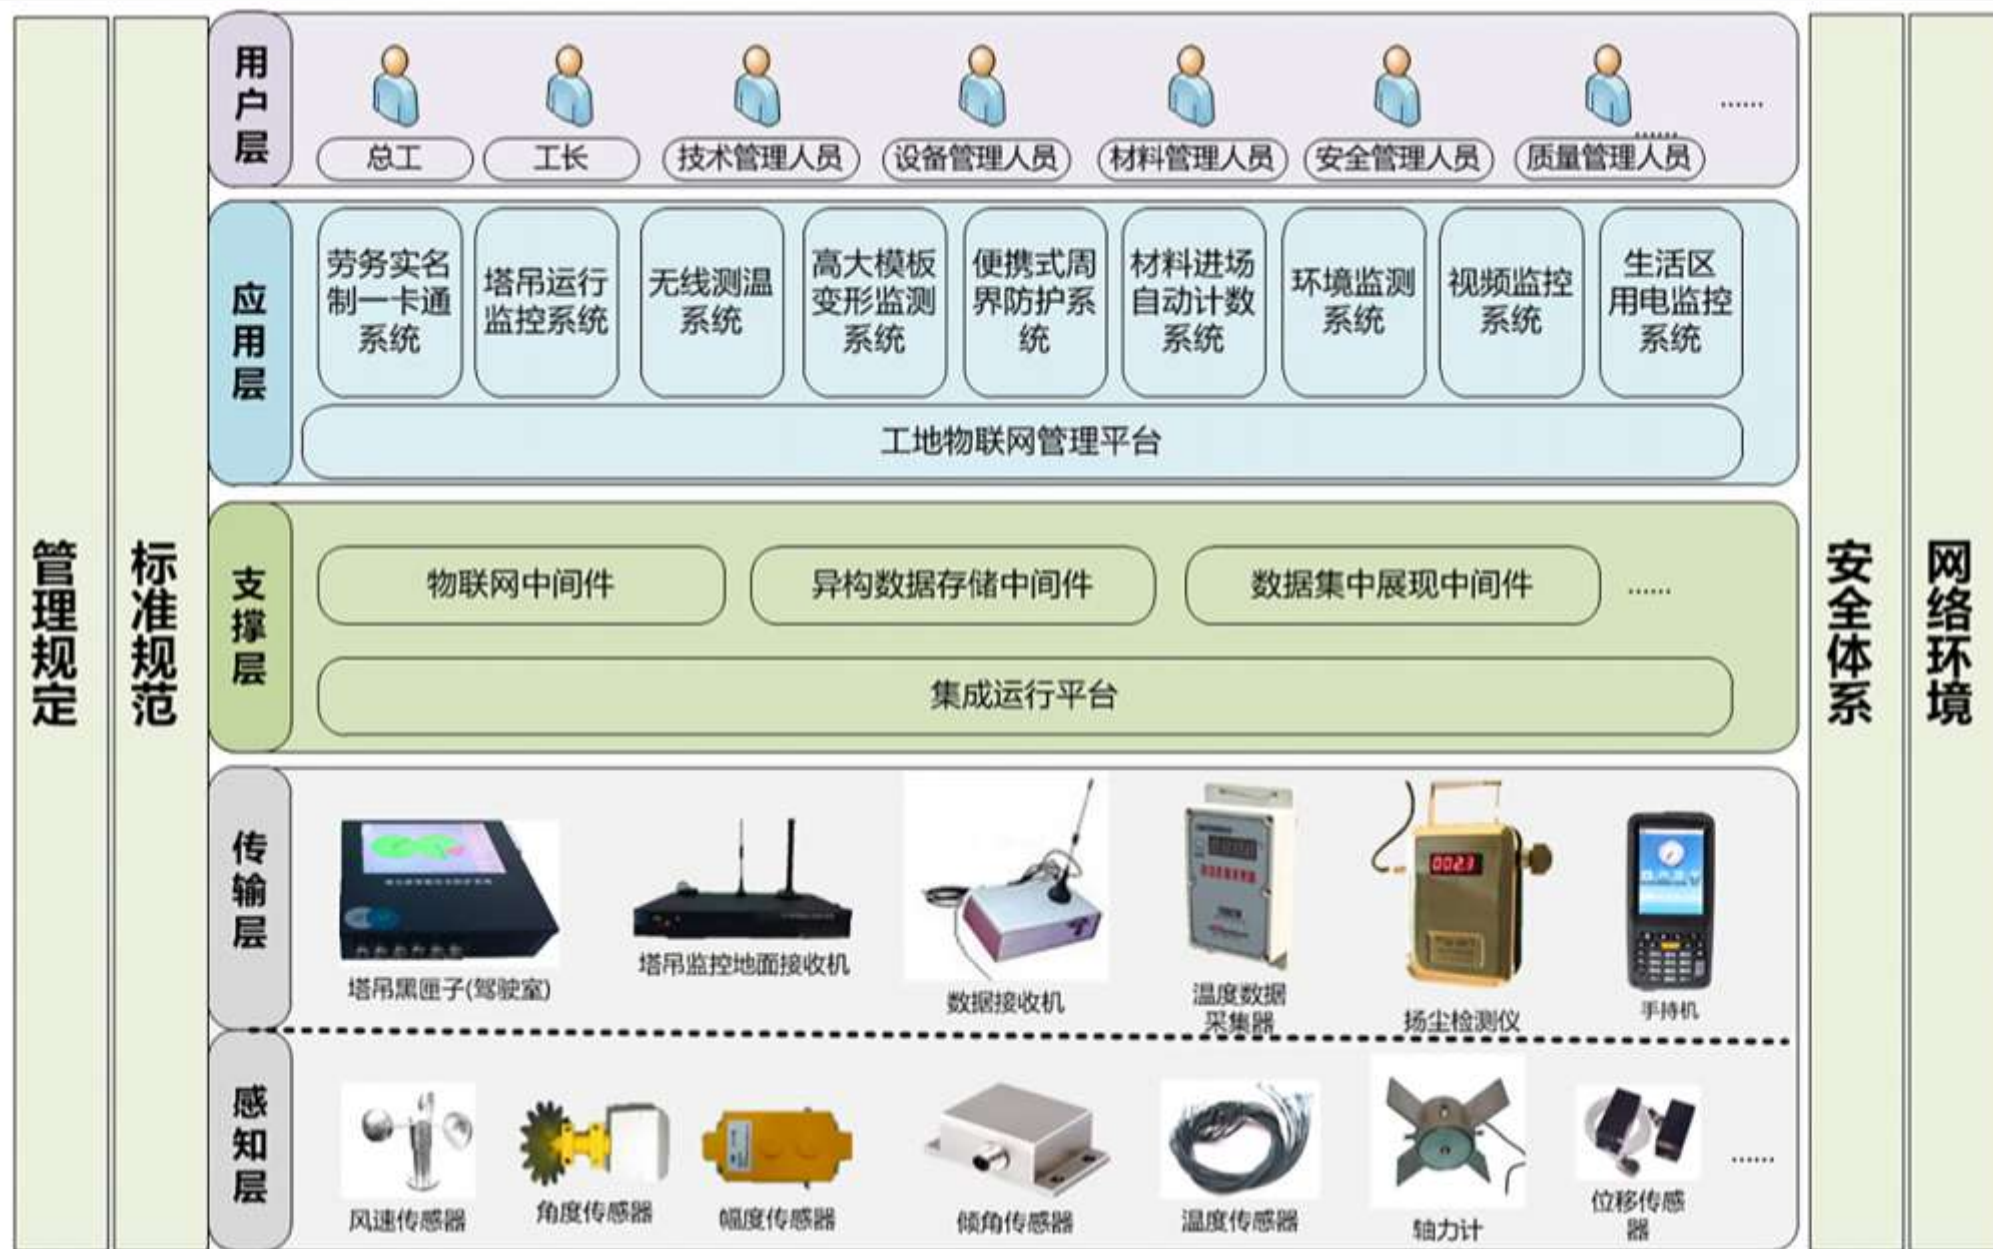 管理规定
标准规范
用户层
总工
工长
技术管理人员
设备管理人员
材料管理人员
安全管理人员
质量管理人员
......
......
应用层
劳务实名
制一卡通
系统
塔吊运行
监控系统
无线测温
系统
高大模板
变形监测
系统
便携式周
界防护系
统
材料进场
自动计数
系统
环境监测
系统
视频监控
系统
生活区
用电监控
系统
工地物联网管理平台
支撑层
物联网中间件
异构数据存储中间件
数据集中展现中间件
......
集成运行平台
传输层
塔吊黑匣子(驾驶室)
塔吊监控地面接收机
数据接收机
温度数据
采集器
002.1
扬尘检测仪
手持机
感知层
风速传感器
角度传感器
幅度传感器
倾角传感器
温度传感器
轴力计
位移传感
器
......
安全体系
网络环境